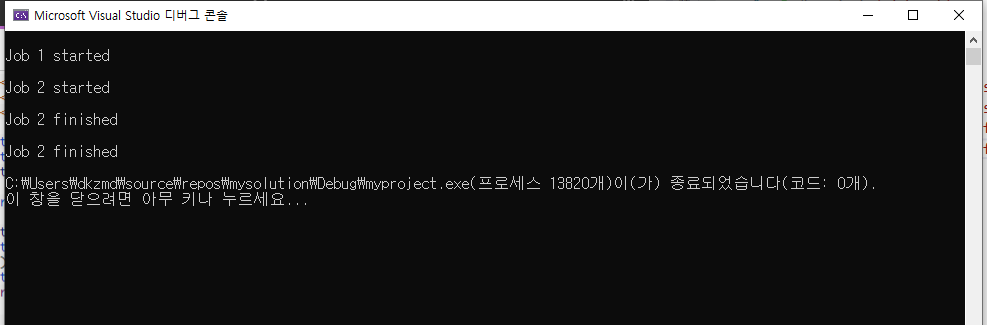 Microsoft Visual Studio 디버그 콘솔
Job 1 started
Job 2 started
Job 2 finished
Job 2 finished
C:₩Users₩dkzmd₩source₩repos₩mysolution₩Debug₩myproject.exe(프로세스 13820개)이(가) 종료되었습니다(코드: 0개).
이 창을 닫으려면 아무 키나 누르세요...